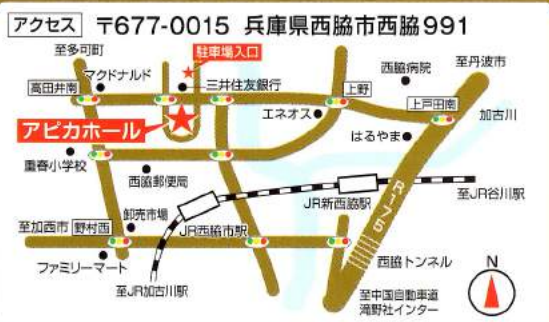 アクセス 〒677-0015 兵庫県西脇市西脇991
至多可町
駐車場入口
至丹波市
マクドナルド
三井住友銀行
西脇病院
高田井南
上野
上戸田南
エネオス
加古川
アピカホール
はるやま
重春小学校
西脇郵便局
JR新西脇駅
至JR谷川駅
R175
卸売市場
至加西市
野村西
JR西脇市駅
ファミリーマート
西脇トンネル
N
至JR加古川駅
至中国自動車道
滝野社インター